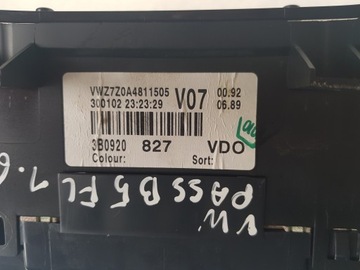 VWZ7Z0A4811505 V07 00.92
300102 23:23:29 06.89
3B0920 827 VDO
Colour: Sort:
VW
PASS B5 FL
1.6